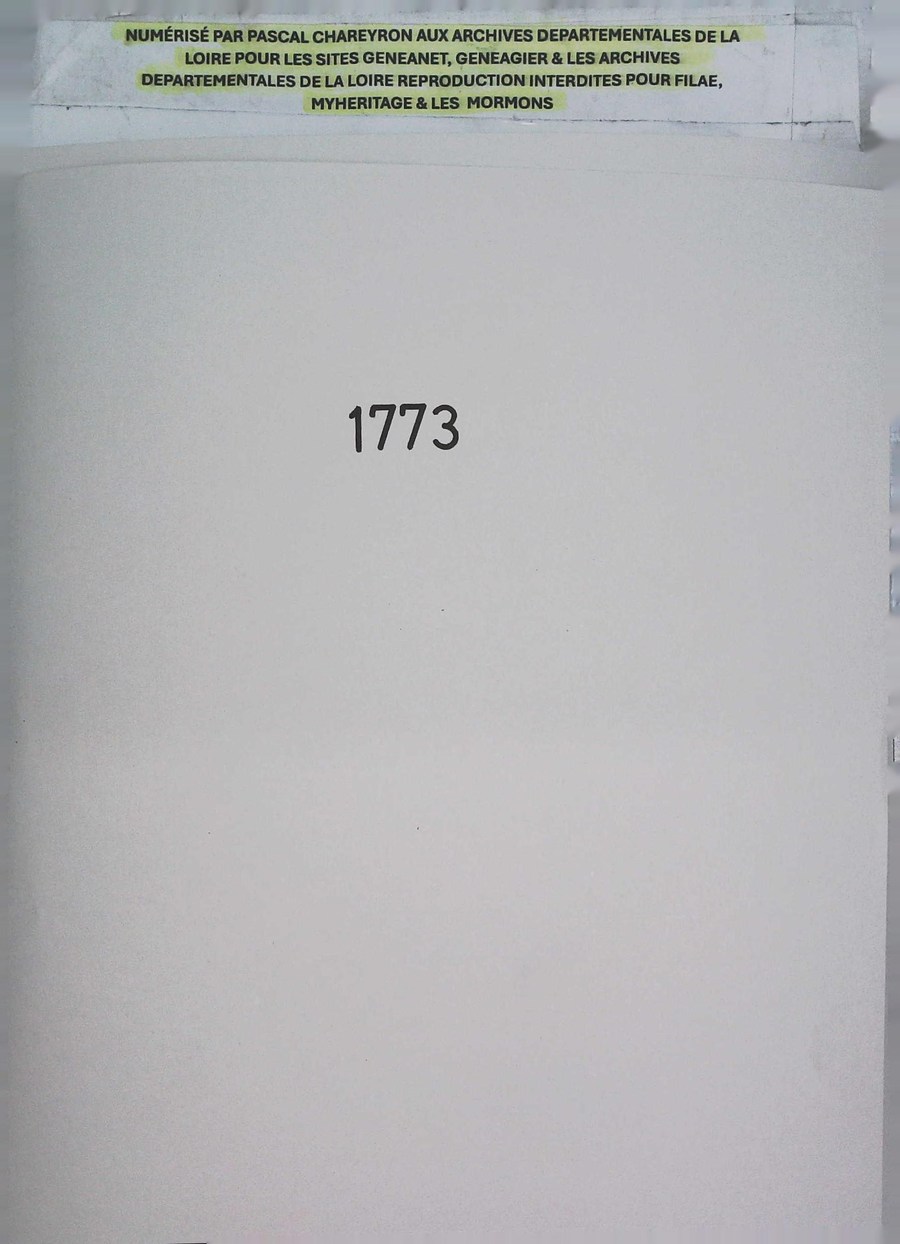 NUMÉRISÉ PAR PASCAL CHAREYRON AUX ARCHIVES DEPARTEMENTALES DE LA
LOIRE POUR LES SITES GENEANET, GENEAGIER & LES ARCHIVES
DEPARTEMENTALES DE LA LOIRE REPRODUCTION INTERDITES POUR FILAE,
MYHERITAGE & LES MORMONS
1773